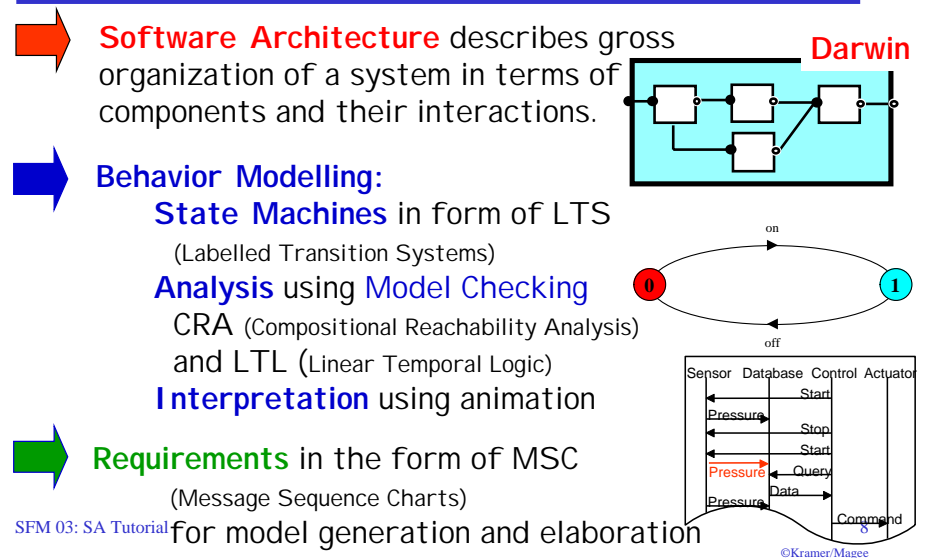 Software Architecture describes gross
organization of a system in terms of
components and their interactions.
Darwin
Behavior Modelling:
State Machines in form of LTS
(Labelled Transition Systems)
Analysis using Model Checking
CRA (Compositional Reachability Analysis)
and LTL (Linear Temporal Logic)
Interpretation using animation
on
0
1
off
Sensor Database Control Actuator
Start
Pressure
Stop
Start
Pressure
Query
Data
Pressure
Command
Requirements in the form of MSC
(Message Sequence Charts)
for model generation and elaboration
SFM 03: SA Tutorial
8
©Kramer/Magee